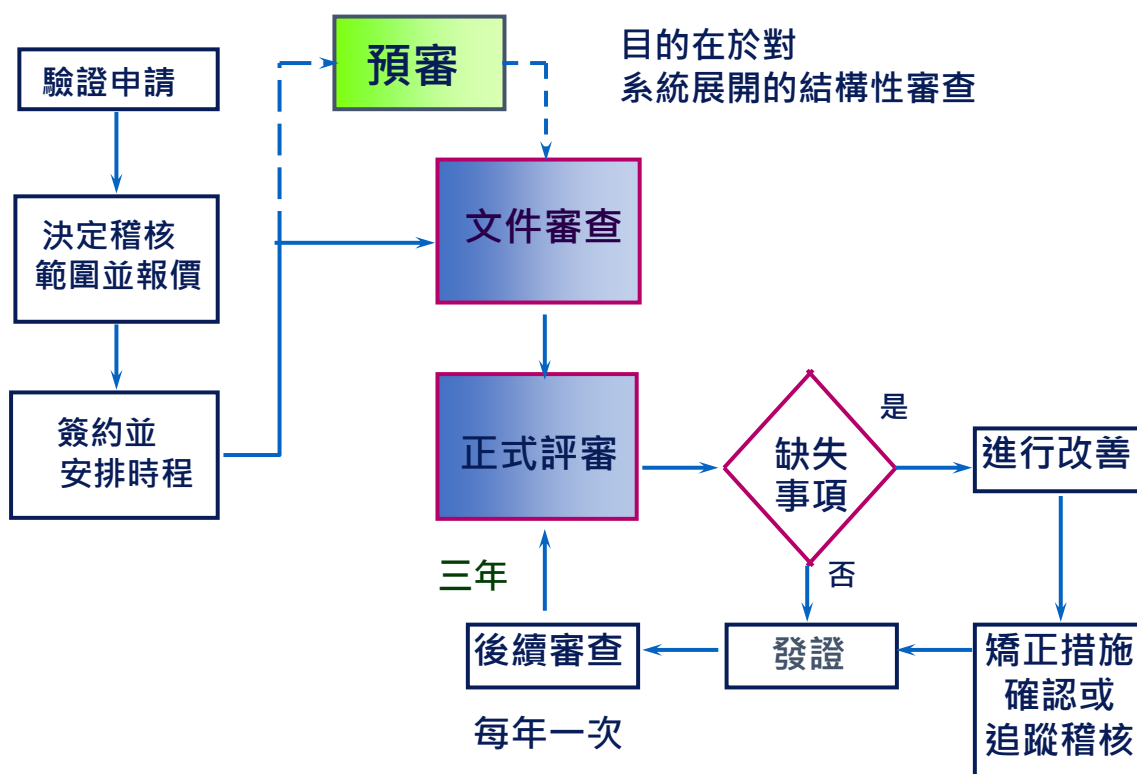 預審
目的在於對
系統展開的結構性審查
驗證申請
文件審查
決定稽核
範圍並報價
簽約並
安排時程
正式評審
缺失
事項
是
進行改善
否
三年
後續審查
每年一次
發證
矯正措施
確認或
追蹤稽核